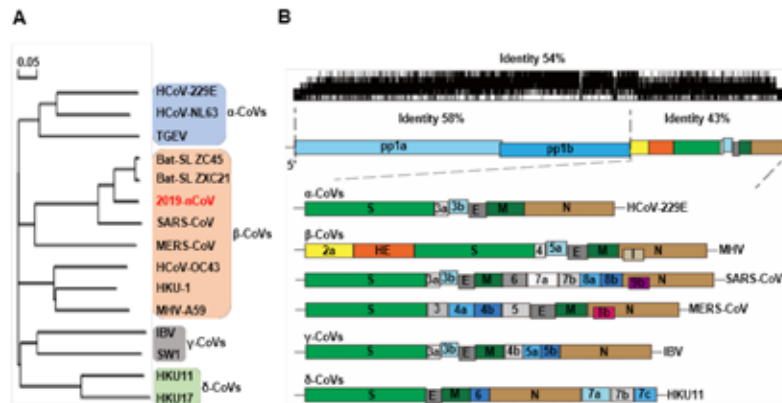 A
0.05
HCoV-229E
HCoV-NL63
TGEV
α-CoVs
Bat-SL ZC45
Bat-SL ZXC21
2019-nCoV
SARS-CoV
MERS-CoV
HCoV-OC43
HKU-1
MHV-A59
β-CoVs
IBV
SW1
γ-CoVs
HKU11
HKU17
δ-CoVs
B
Identity 54%
Identity 58% Identity 43%
pp1a pp1b
5'
α-CoVs
S 3a 3b E M N HCoV-229E
β-CoVs
2a HE S 4 5a E M I N MHV
S 3a 3b E M 6 7a 7b 8a 8b 9b N SARS-CoV
S 3 4a 4b 5 E M 8b N MERS-CoV
γ-CoVs
S 3a 3b E M 4b 5a 5b N IBV
δ-CoVs
S E M 6 N 7a 7b 7c HKU11